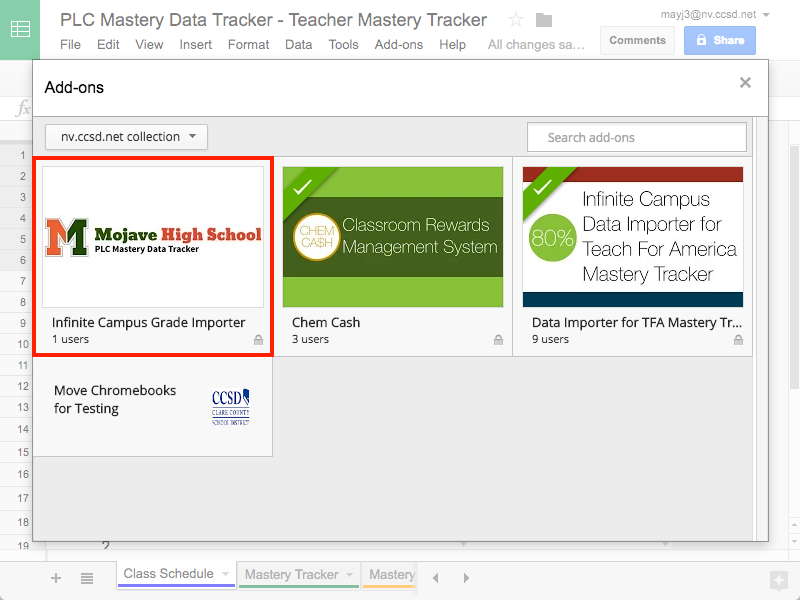 PLC Mastery Data Tracker - Teacher Mastery Tracker
mayj3@nv.ccsd.net
File Edit View Insert Format Data Tools Add-ons Help All changes sa...
Comments
Share
Add-ons
fx
nv.ccsd.net collection
Search add-ons
1
2
3
4
5
6
7
8
9
10
11
12
13
14
15
16
17
18
19
M Mojave High School
PLC Mastery Data Tracker
Infinite Campus Grade Importer
1 users
CHEM
CA$H
Classroom Rewards
Management System
Chem Cash
3 users
80%
Infinite Campus
Data Importer for
Teach For America
Mastery Tracker
Data Importer for TFA Mastery Tr...
9 users
Move Chromebooks
for Testing
CCSD
CLARK COUNTY
SCHOOL DISTRICT
2
Class Schedule
Mastery Tracker
Mastery